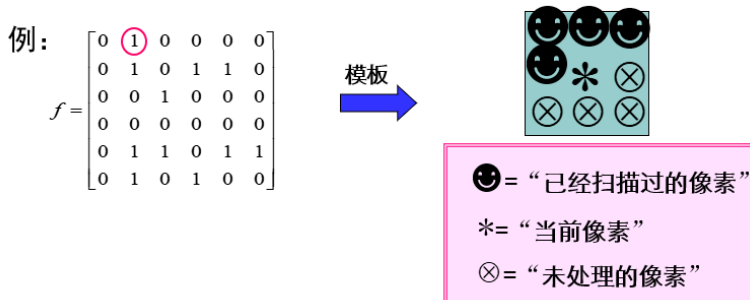 例：
f =
0 1 0 0 0 0
0 1 0 1 1 0
0 0 1 0 0 0
0 0 0 0 0 0
0 1 1 0 1 1
0 1 0 1 0 0
模板
* ⊗
⊗ ⊗ ⊗
☻=“已经扫描过的像素”
*=“当前像素”
⊗=“未处理的像素”